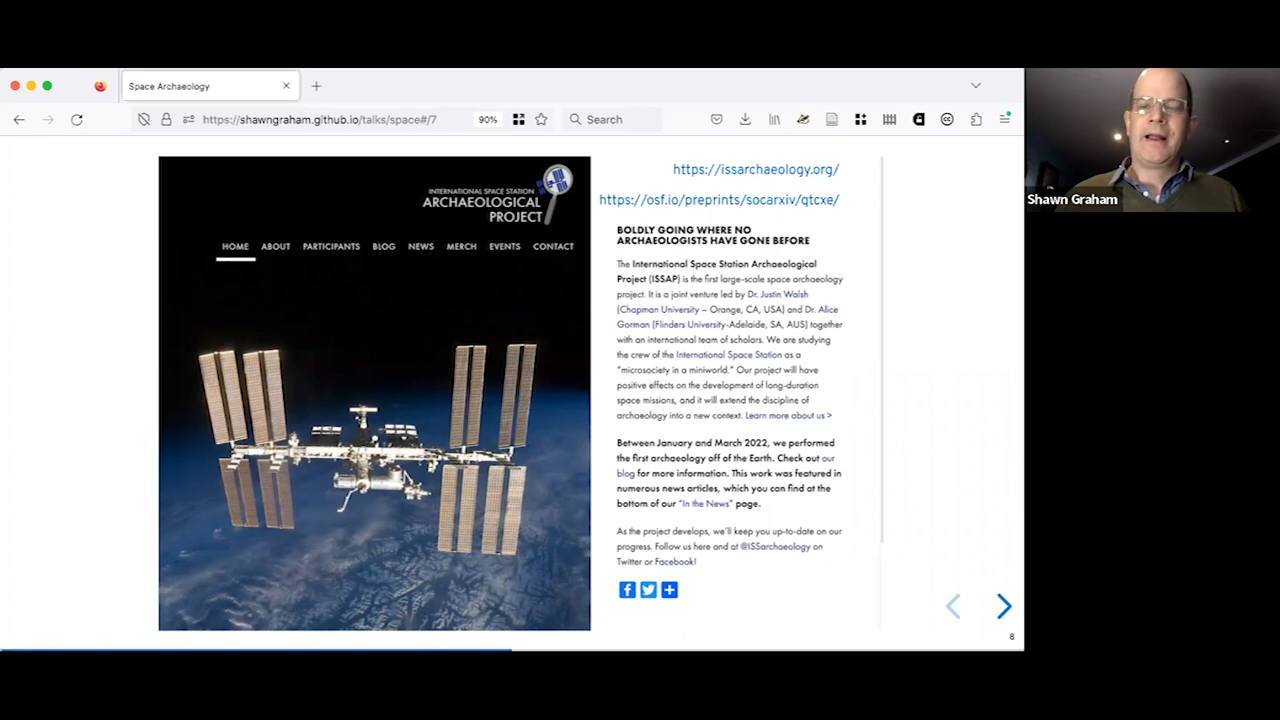 Space Archaeology
https://shawngraham.github.io/talks/space#/7
90%
Search
INTERNATIONAL SPACE STATION
ARCHAEOLOGICAL
PROJECT
HOME ABOUT PARTICIPANTS BLOG NEWS MERCH EVENTS CONTACT
https://issarchaeology.org/
https://osf.io/preprints/socarxiv/qtcxe/
BOLDLY GOING WHERE NO
ARCHAEOLOGISTS HAVE GONE BEFORE
The International Space Station Archaeological
Project (ISSAP) is the first large-scale space archaeology
project. It is a joint venture led by Dr. Justin Walsh
(Chapman University – Orange, CA, USA) and Dr. Alice
Gorman (Flinders University-Adelaide, SA, AUS) together
with an international team of scholars. We are studying
the crew of the International Space Station as a
“microsociety in a miniworld.” Our project will have
positive effects on the development of long-duration
space missions, and it will extend the discipline of
archaeology into a new context. Learn more about us >
Between January and March 2022, we performed
the first archaeology off of the Earth. Check out our
blog for more information. This work was featured in
numerous news articles, which you can find at the
bottom of our “In the News” page.
As the project develops, we’ll keep you up-to-date on our
progress. Follow us here and at @ISSarchaeology on
Twitter or Facebook!
8
Shawn Graham